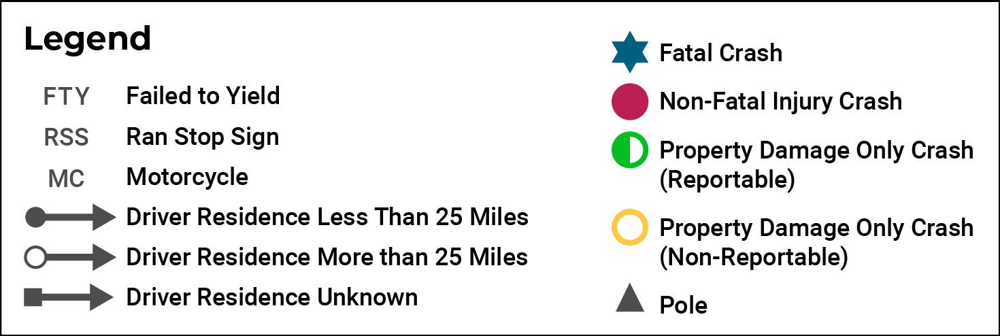 Legend
FTY Failed to Yield
RSS Ran Stop Sign
MC Motorcycle
Driver Residence Less Than 25 Miles
Driver Residence More than 25 Miles
Driver Residence Unknown
Fatal Crash
Non-Fatal Injury Crash
Property Damage Only Crash
(Reportable)
Property Damage Only Crash
(Non-Reportable)
Pole